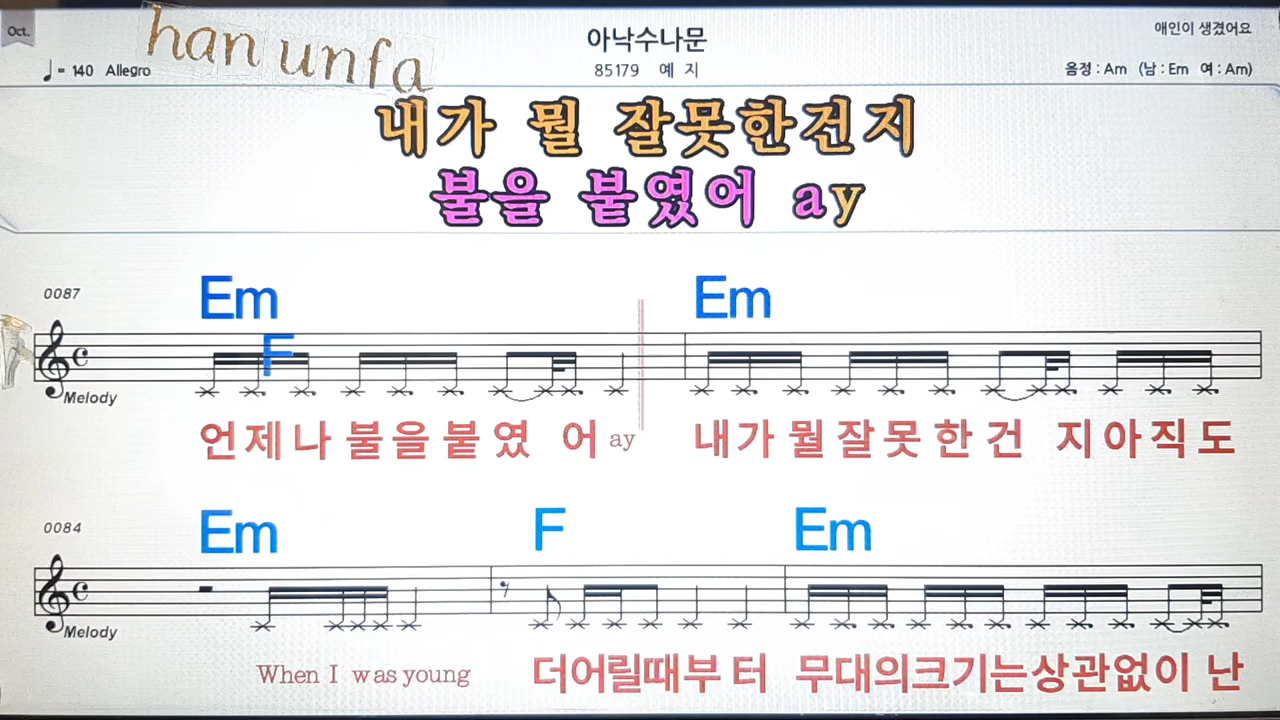 Oct.
han unfa
아낙수나문
애인이 생겼어요
♩= 140 Allegro
85179 예 지
음정 : Am (남 : Em 여 : Am)
내가 뭘 잘못한건지
불을 붙였어 ay
0087
Em Em
F
Melody
언제나 불을붙였 어 ay 내가 뭘잘못한건 지아직도
0084
Em F Em
Melody
When I was young 더어릴때부 터 무대의크기는상관없이 난